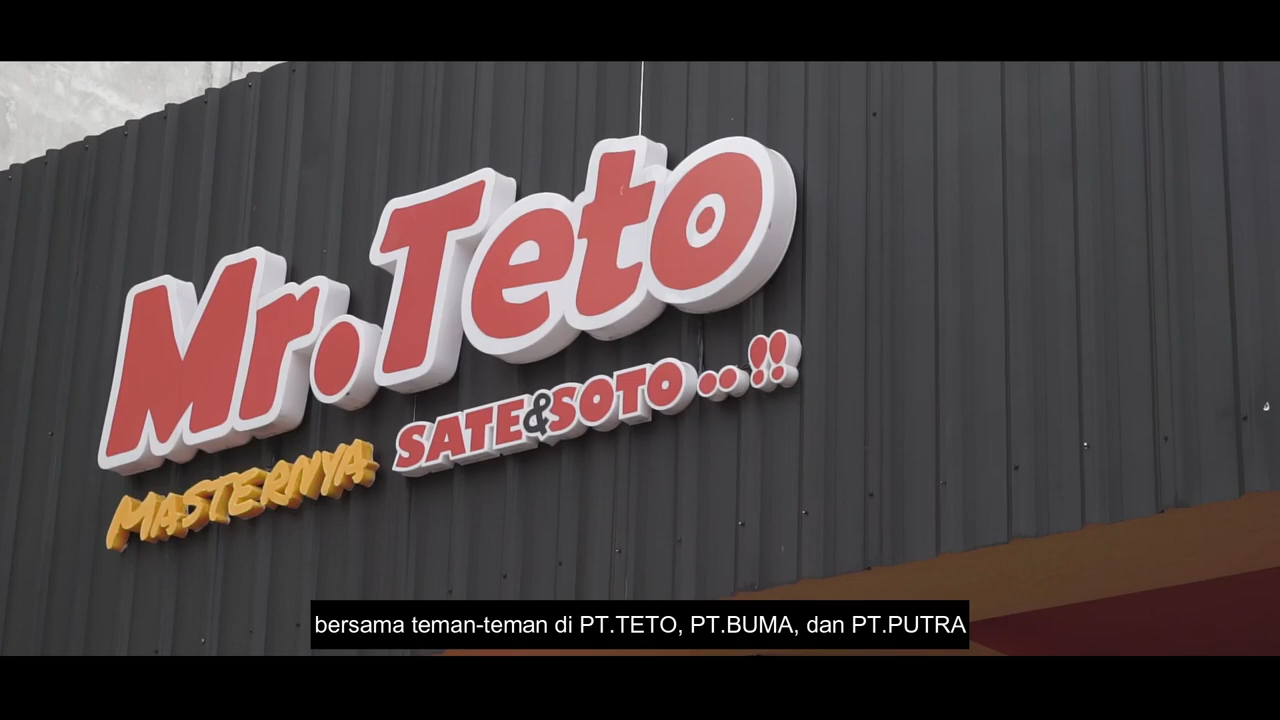 Mr. Teto
MASTERNYA SATE & SOTO ..!!
bersama teman-teman di PT.TETO, PT.BUMA, dan PT.PUTRA